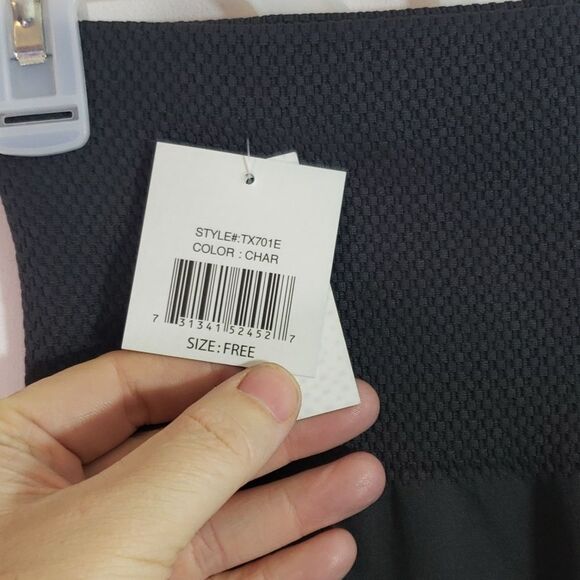 STYLE#:TX701E
COLOR : CHAR
7 31341 52452 7
SIZE:FREE